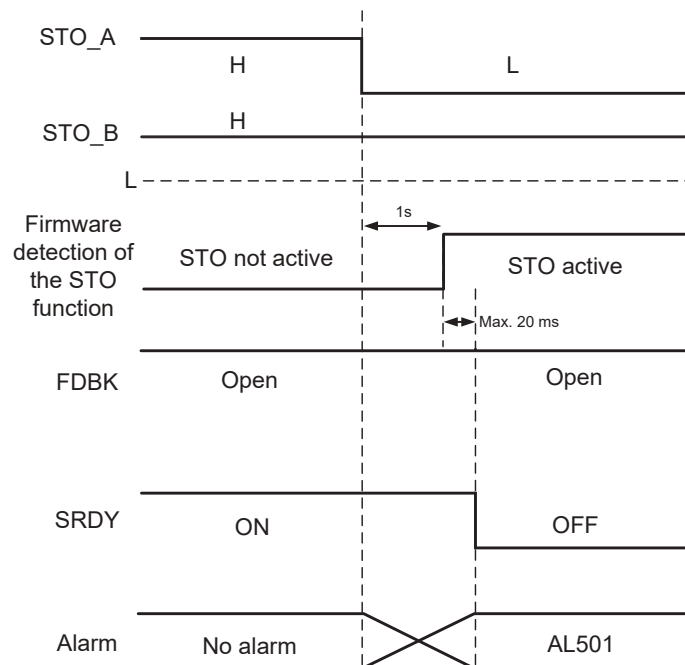 STO_A
H
L
STO_B
H
L
1s
Firmware
detection of
the STO
function
STO not active
STO active
Max. 20 ms
FDBK
Open
Open
SRDY
ON
OFF
Alarm
No alarm
AL501